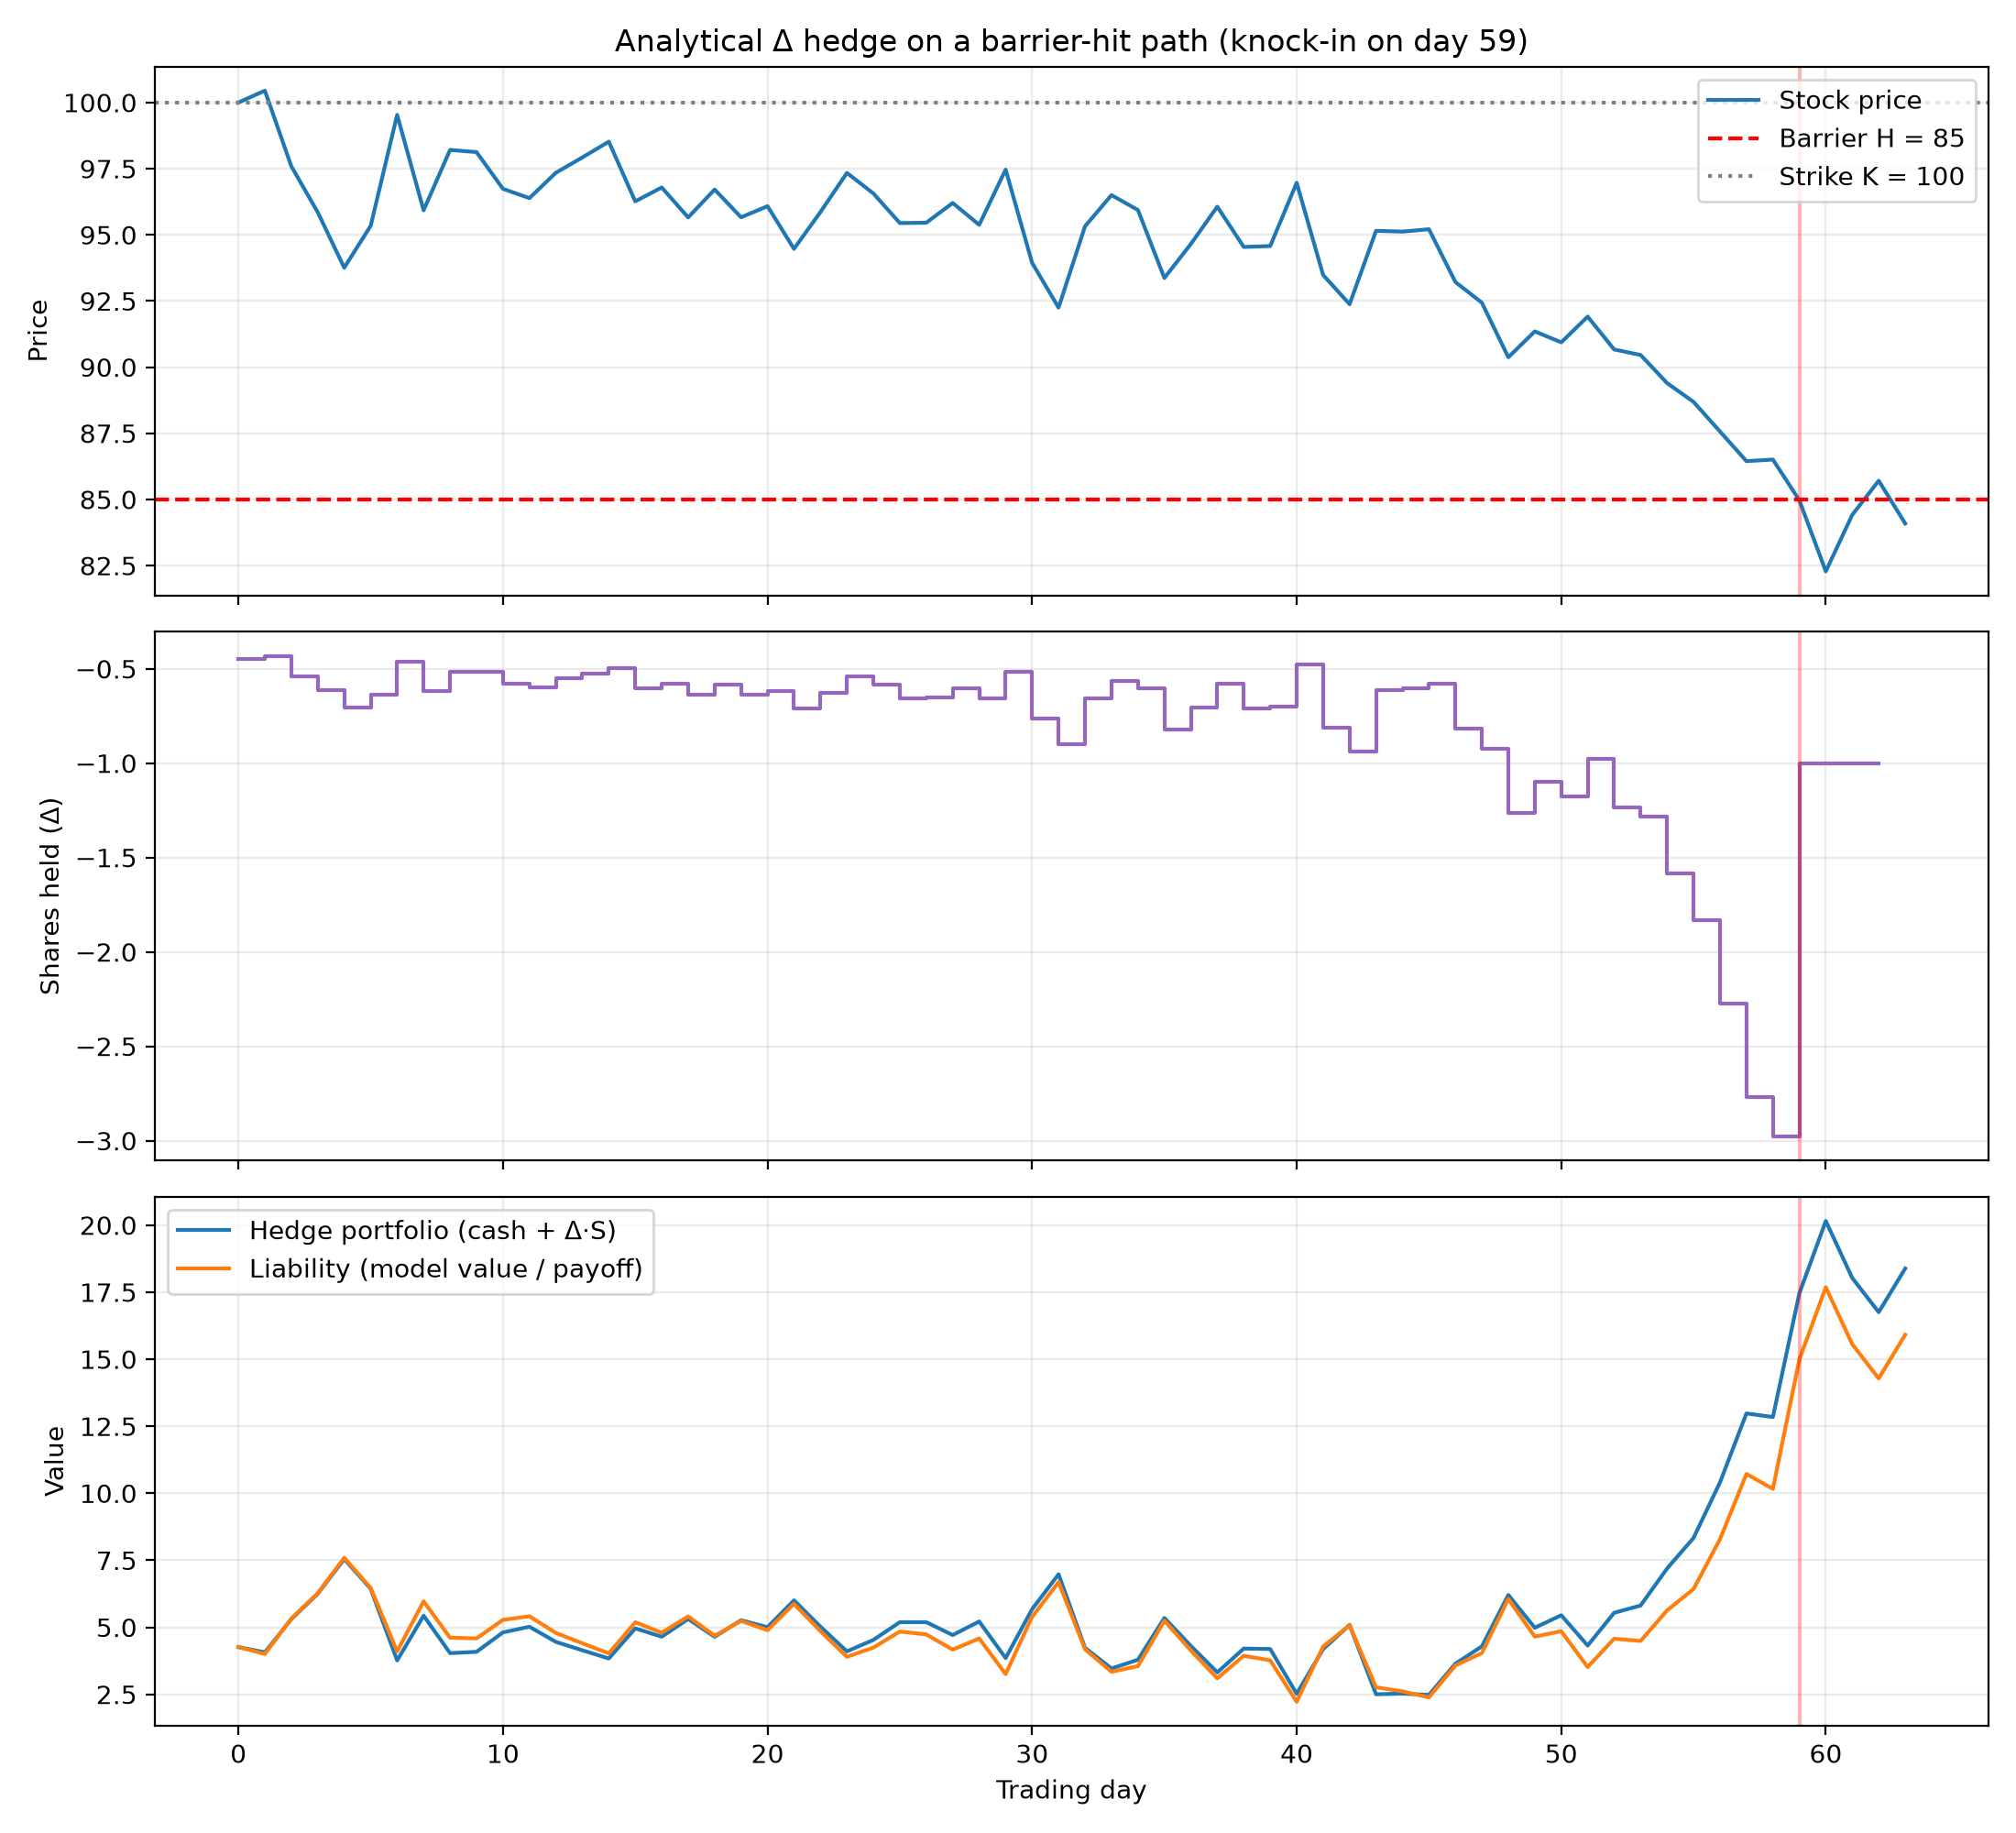 Analytical Δ hedge on a barrier-hit path (knock-in on day 59)
100.0
97.5
95.0
92.5
90.0
87.5
85.0
82.5
Price
Stock price
Barrier H = 85
Strike K = 100
−0.5
−1.0
−1.5
−2.0
−2.5
−3.0
Shares held (Δ)
20.0
17.5
15.0
12.5
10.0
7.5
5.0
2.5
Value
Hedge portfolio (cash + Δ·S)
Liability (model value / payoff)
0 10 20 30 40 50 60
Trading day